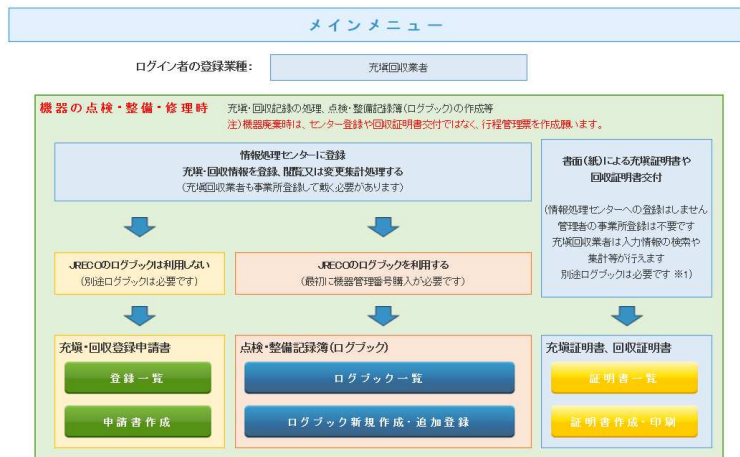 メインメニュー
ログイン者の登録業種：
充填回収業者
機器の点検・整備・修理時
充填・回収記録の処理、点検・整備記録簿(ログブック)の作成等
注)機器廃棄時は、センター登録や回収証明書交付ではなく、行程管理票を作成願います。
情報処理センターに登録
充填・回収情報を登録、閲覧又は変更集計処理する
(充填回収業者も事業所登録して戴く必要があります)
書面(紙)による充填証明書や
回収証明書交付
(情報処理センターへの登録はしません
管理者の事業所登録は不要です
充填回収業者は入力情報の検索や
集計等が行えます
別途ログブックは必要です ※1)
JRECOのログブックは利用しない
(別途ログブックは必要です)
JRECOのログブックを利用する
(最初に機器管理番号購入が必要です)
充填・回収登録申請書
登録一覧
申請書作成
点検・整備記録簿(ログブック)
ログブック一覧
ログブック新規作成・追加登録
充填証明書、回収証明書
証明書一覧
証明書作成・印刷